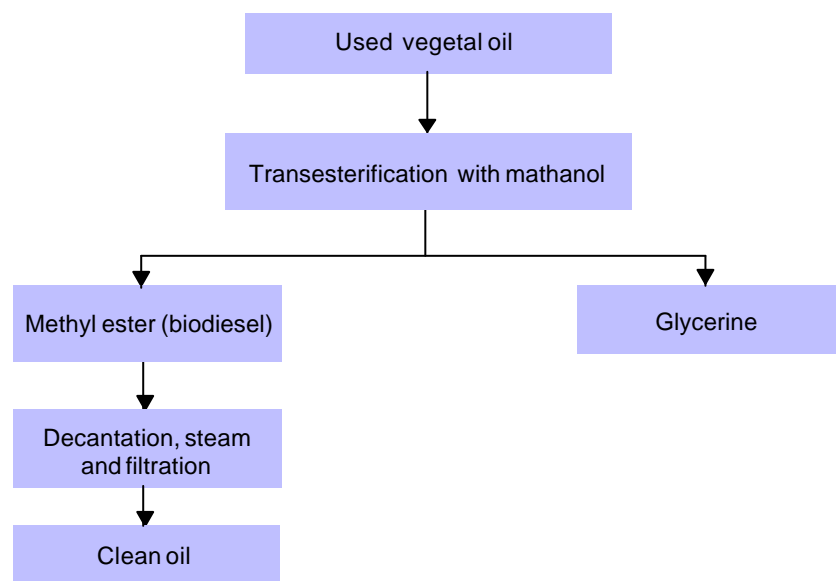 Used vegetal oil
Transesterification with mathanol
Methyl ester (biodiesel)
Glycerine
Decantation, steam
and filtration
Clean oil